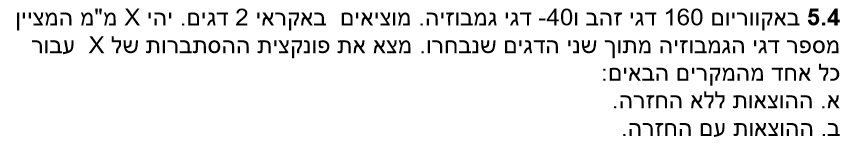 5.4 באקווריום 160 דגי זהב ו40- דגי גמבוזיה. מוציאים באקראי 2 דגים. יהי X מ"מ המציין
מספר דגי הגמבוזיה מתוך שני הדגים שנבחרו. מצא את פונקצית ההסתברות של X עבור
כל אחד מהמקרים הבאים:
א. ההוצאות ללא החזרה.
ב. ההוצאות עם החזרה.